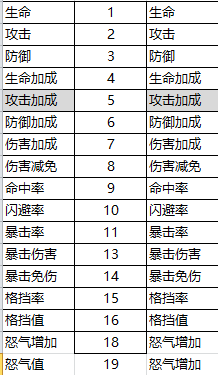 生命 1 生命
攻击 2 攻击
防御 3 防御
生命加成 4 生命加成
攻击加成 5 攻击加成
防御加成 6 防御加成
伤害加成 7 伤害加成
伤害减免 8 伤害减免
命中率 9 命中率
闪避率 10 闪避率
暴击率 11 暴击率
暴击伤害 13 暴击伤害
暴击免伤 14 暴击免伤
格挡率 15 格挡率
格挡值 16 格挡值
怒气增加 18 怒气增加
怒气值 19 怒气增加